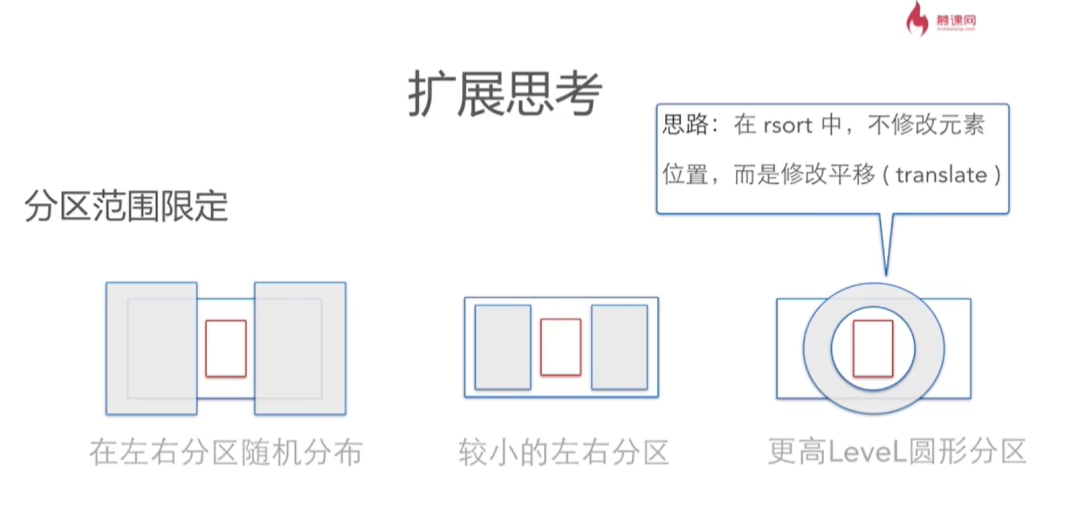 慕课网
扩展思考
思路：在 rsort 中，不修改元素
位置，而是修改平移 ( translate )
分区范围限定
在左右分区随机分布
较小的左右分区
更高LeveL圆形分区